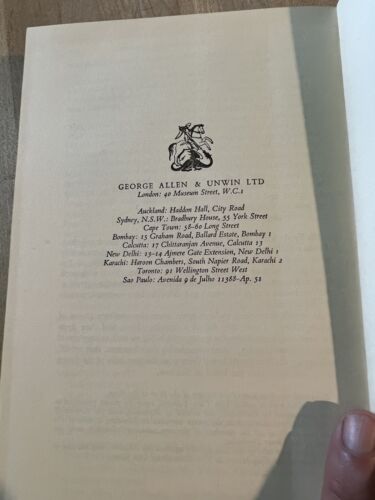 GEORGE ALLEN & UNWIN LTD
London: 40 Museum Street, W.C.1
Auckland: Haddon Hall, City Road
Sydney, N.S.W.: Bradbury House, 55 York Street
Cape Town: 58-60 Long Street
Bombay: 15 Graham Road, Ballard Estate, Bombay 1
Calcutta: 17 Chittaranjan Avenue, Calcutta 13
New Delhi: 13-14 Ajmere Gate Extension, New Delhi 1
Karachi: Haroon Chambers, South Napier Road, Karachi 2
Toronto: 91 Wellington Street West
Sao Paulo: Avenida 9 de Julho 1138-Ap. 51